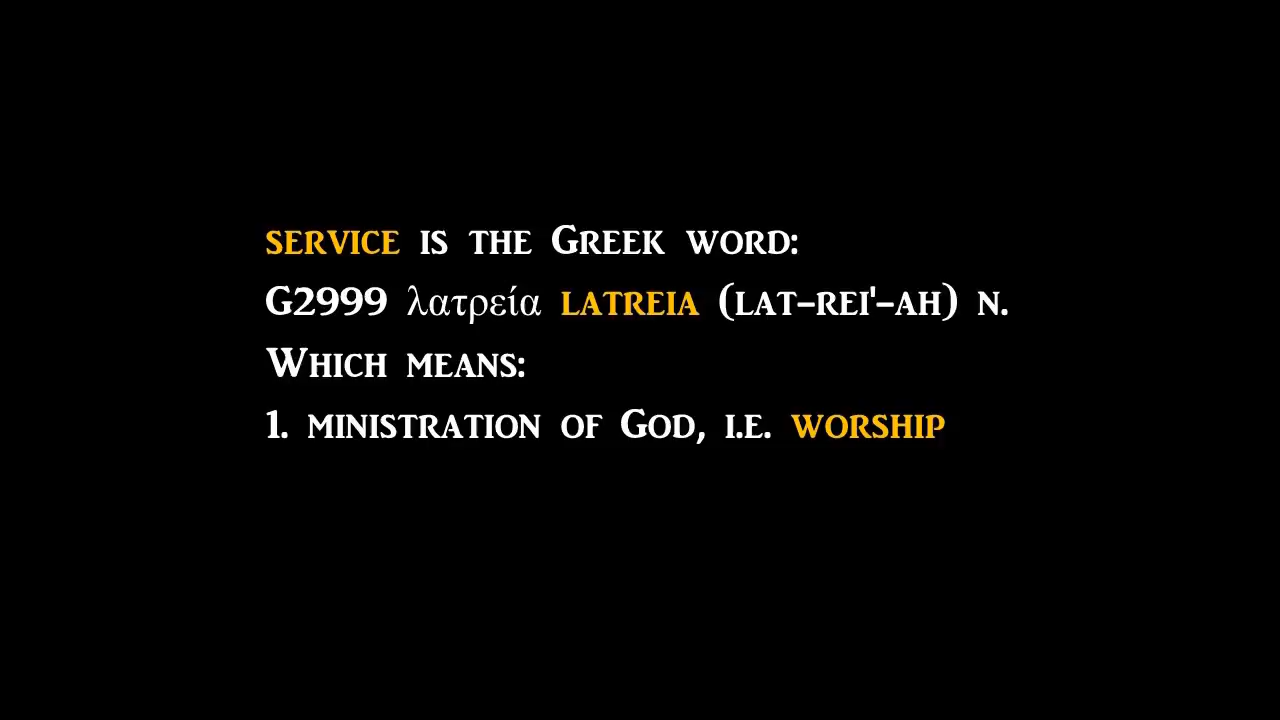 service is the Greek word:
G2999 λατρεία latreia (lat-rei'-ah) n.
Which means:
1. ministration of God, i.e. worship